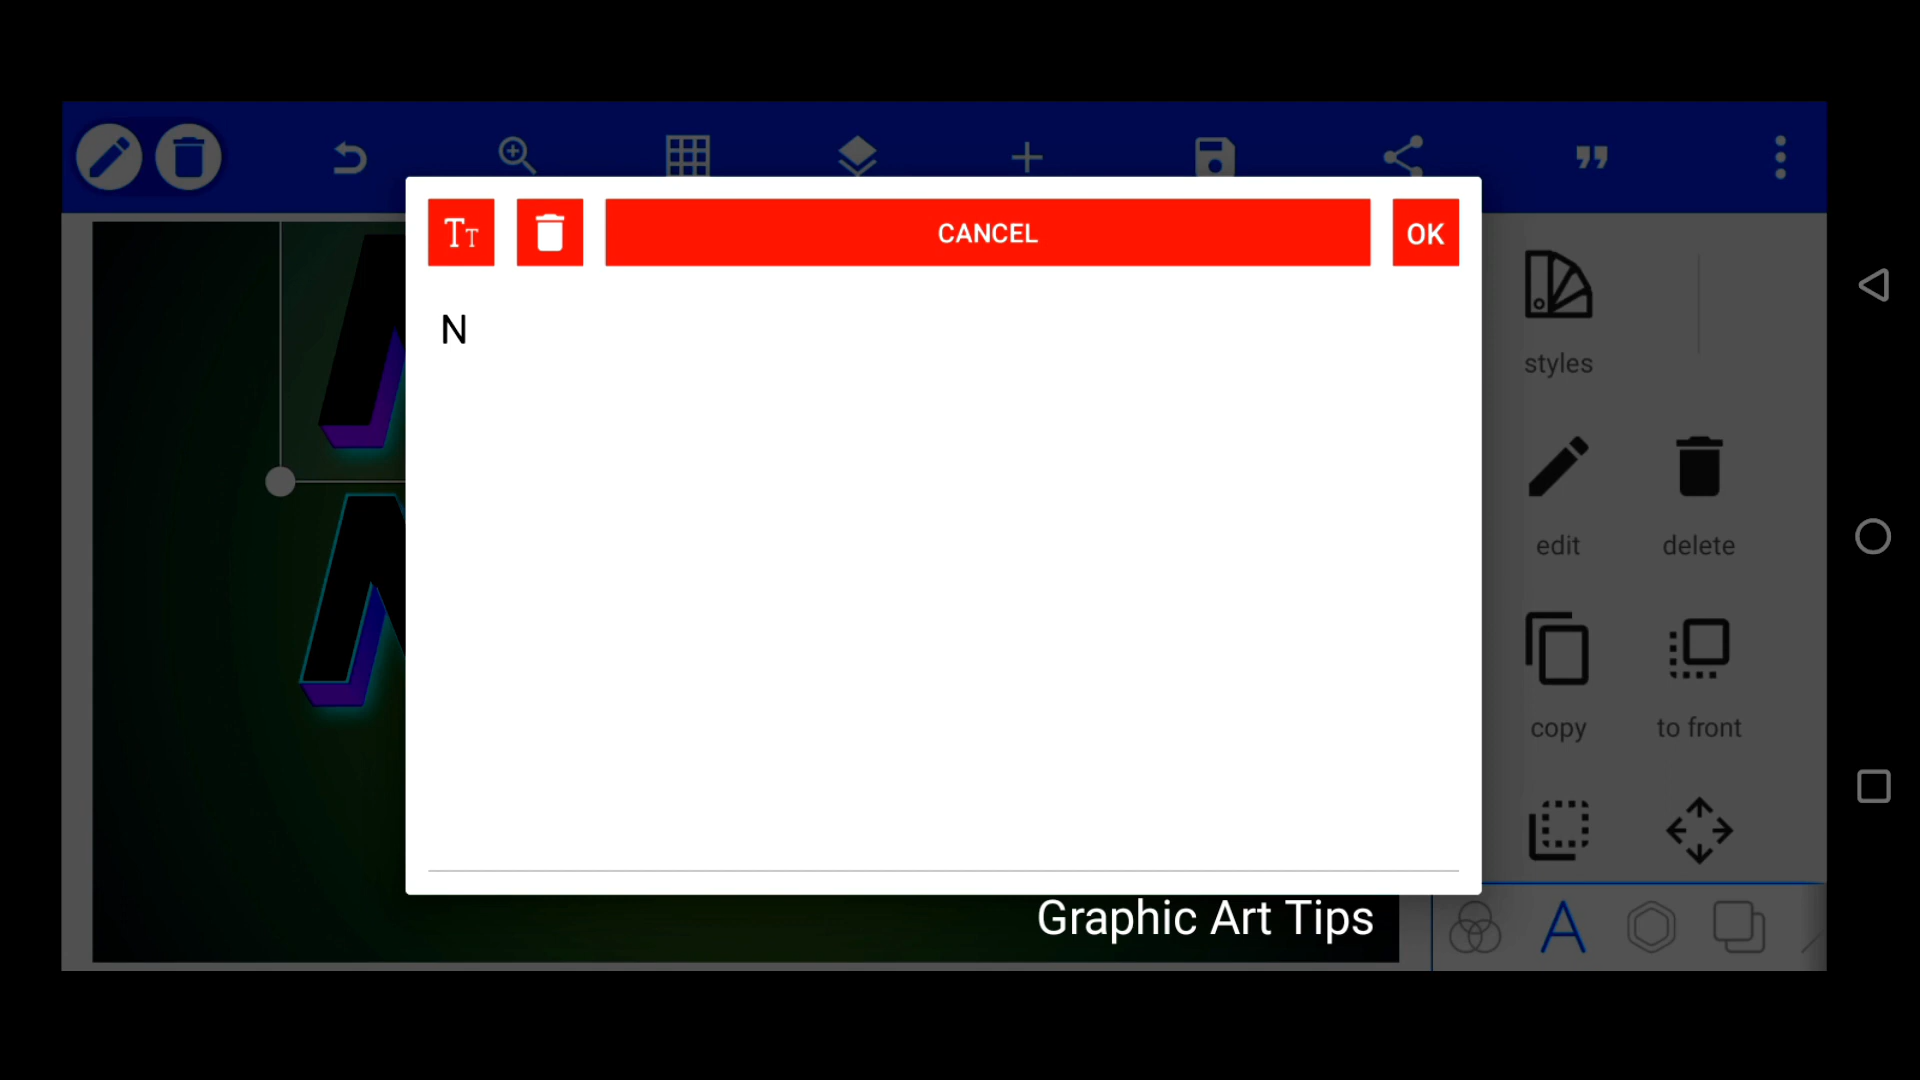 CANCEL
OK
N
styles
edit
delete
copy
to front
Graphic Art Tips